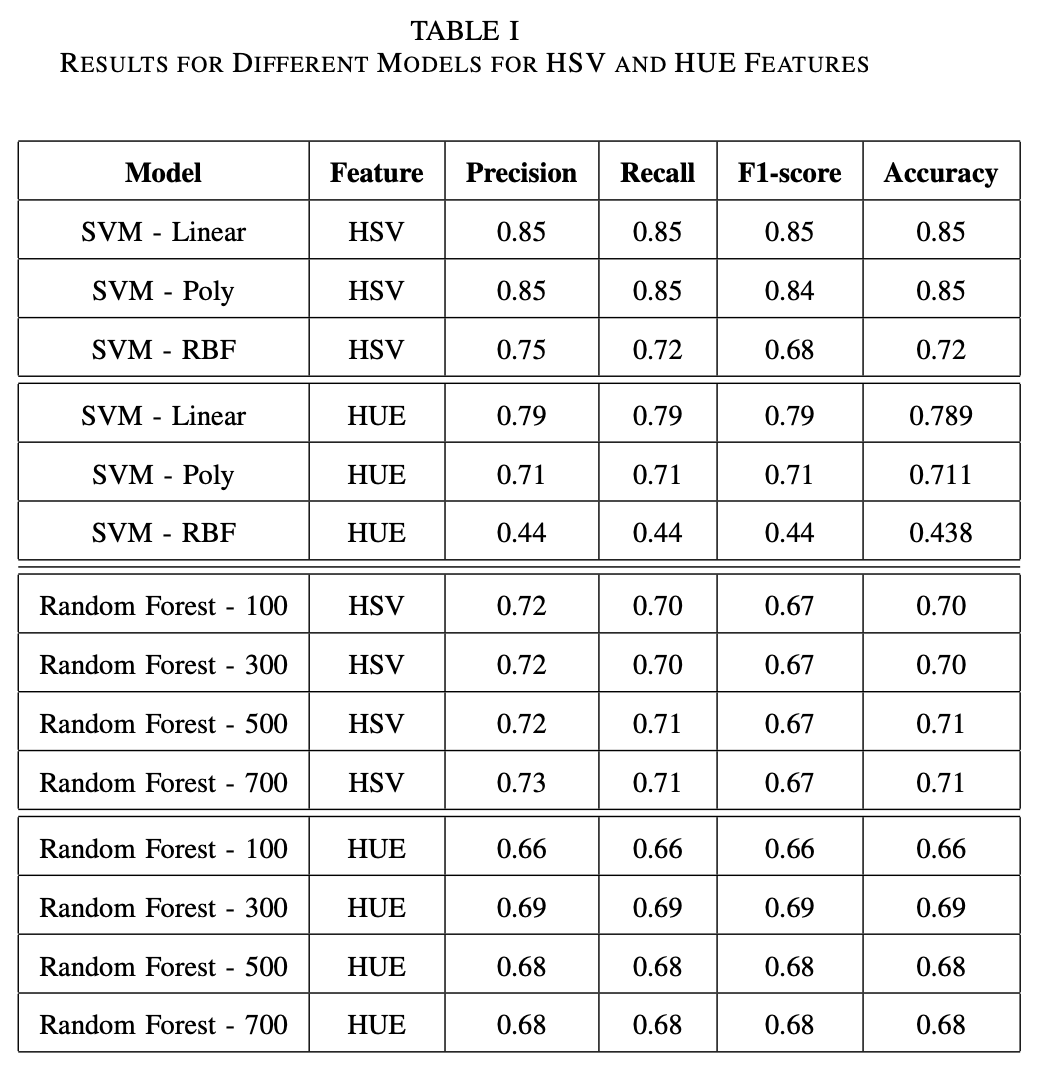 TABLE I
RESULTS FOR DIFFERENT MODELS FOR HSV AND HUE FEATURES
Model Feature Precision Recall F1-score Accuracy
SVM - Linear HSV 0.85 0.85 0.85 0.85
SVM - Poly HSV 0.85 0.85 0.84 0.85
SVM - RBF HSV 0.75 0.72 0.68 0.72
SVM - Linear HUE 0.79 0.79 0.79 0.789
SVM - Poly HUE 0.71 0.71 0.71 0.711
SVM - RBF HUE 0.44 0.44 0.44 0.438
Random Forest - 100 HSV 0.72 0.70 0.67 0.70
Random Forest - 300 HSV 0.72 0.70 0.67 0.70
Random Forest - 500 HSV 0.72 0.71 0.67 0.71
Random Forest - 700 HSV 0.73 0.71 0.67 0.71
Random Forest - 100 HUE 0.66 0.66 0.66 0.66
Random Forest - 300 HUE 0.69 0.69 0.69 0.69
Random Forest - 500 HUE 0.68 0.68 0.68 0.68
Random Forest - 700 HUE 0.68 0.68 0.68 0.68